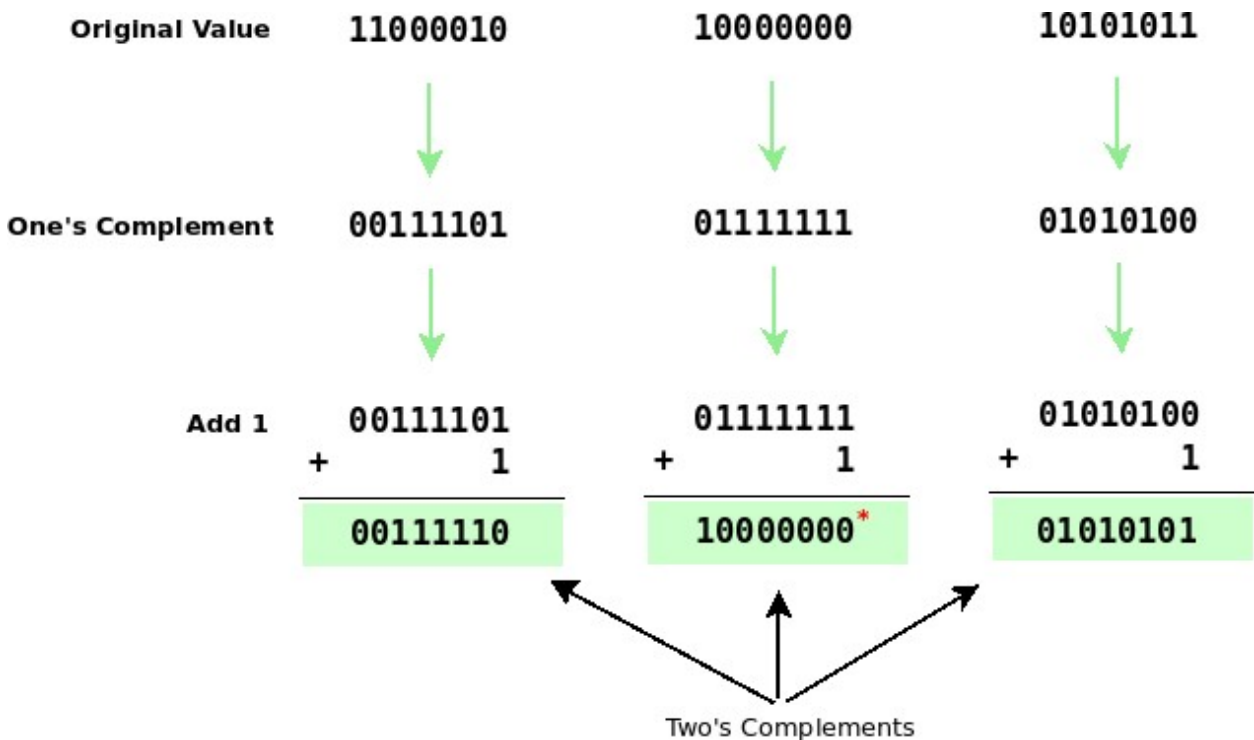 Original Value 11000010 10000000 10101011
One's Complement 00111101 01111111 01010100
Add 1 00111101 01111111 01010100
+ 1 + 1 + 1
00111110 10000000* 01010101
Two's Complements